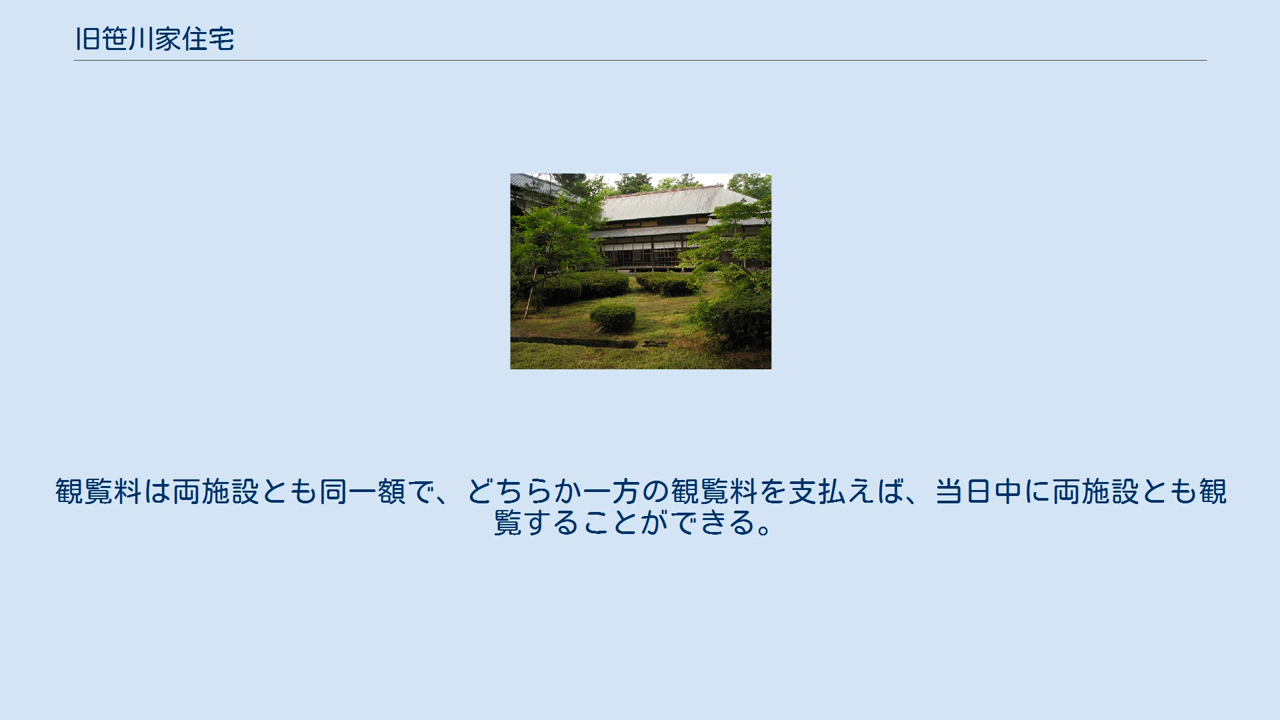 旧笹川家住宅
観覧料は両施設とも同一額で、どちらか一方の観覧料を支払えば、当日中に両施設とも観
覧することができる。